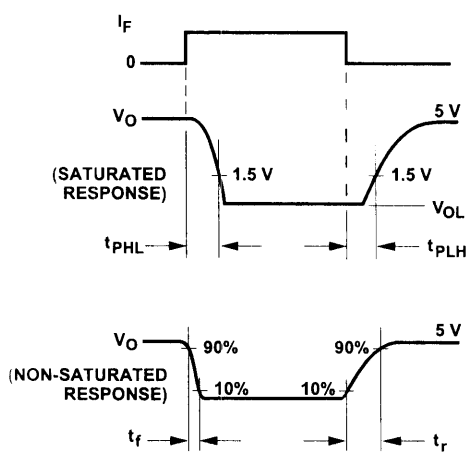 I_F
0
V_O 5 V
(SATURATED
RESPONSE)
1.5 V 1.5 V
V_OL
t_PHL t_PLH
V_O 5 V
90% 90%
(NON-SATURATED
RESPONSE)
10% 10%
t_f t_r